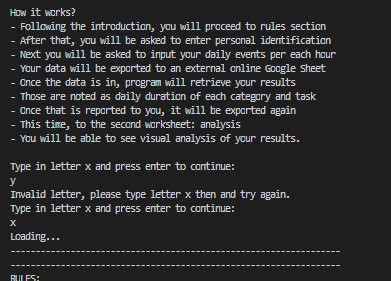 How it works?
- Following the introduction, you will proceed to rules section
- After that, you will be asked to enter personal identification
- Next you will be asked to input your daily events per each hour
- Your data will be exported to an external online Google Sheet
- Once the data is in, program will retrieve your results
- Those are noted as daily duration of each category and task
- Once that is reported to you, it will be exported again
- This time, to the second worksheet: analysis
- You will be able to see visual analysis of your results.
Type in letter x and press enter to continue:
y
Invalid letter, please type letter x then and try again.
Type in letter x and press enter to continue:
x
Loading...
------------------------------------------------------------------
------------------------------------------------------------------
RULES: